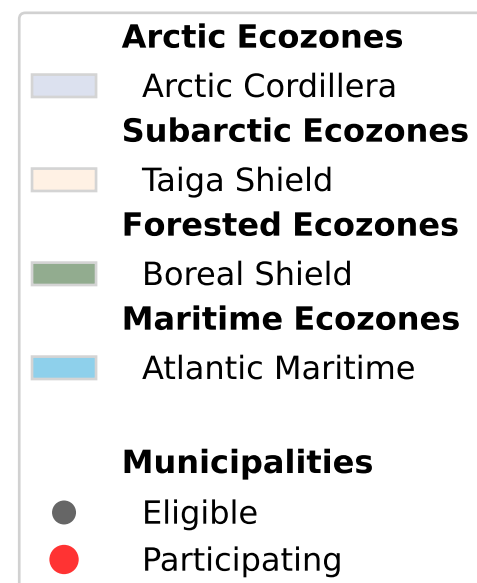 Arctic Ecozones
Arctic Cordillera
Subarctic Ecozones
Taiga Shield
Forested Ecozones
Boreal Shield
Maritime Ecozones
Atlantic Maritime
Municipalities
Eligible
Participating